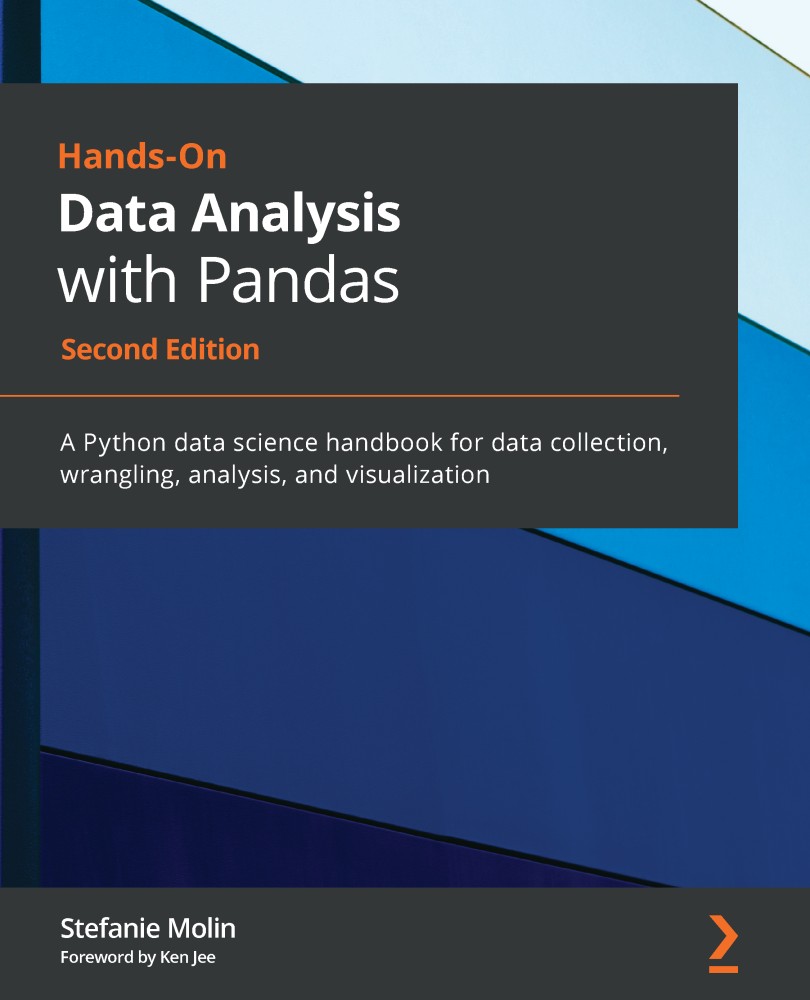 Hands-On
Data Analysis
with Pandas
Second Edition
A Python data science handbook for data collection,
wrangling, analysis, and visualization
Stefanie Molin
Foreword by Ken Jee